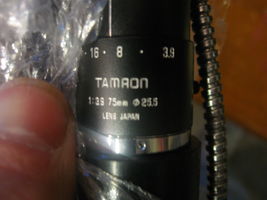 16 • 8 • 3.9
TAMRON
1:3.9 75mm Φ25.5
LENS JAPAN